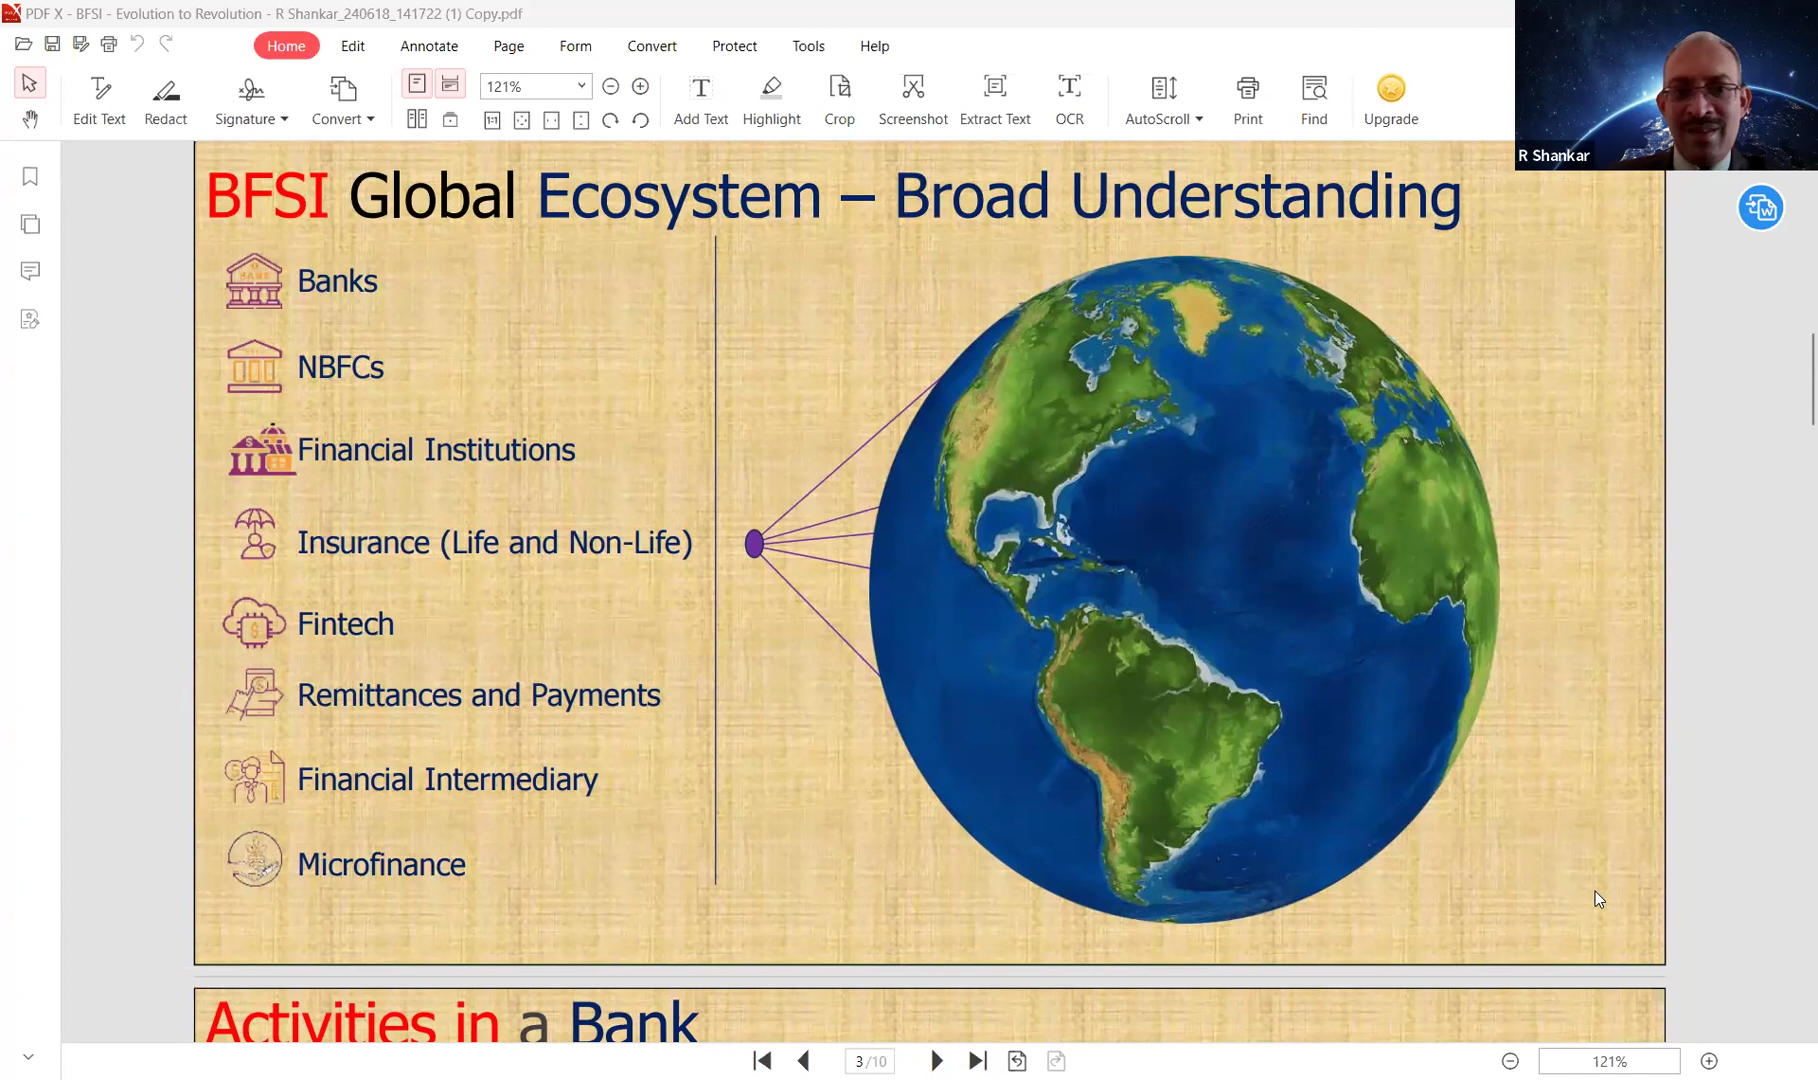 PDF X - BFSI - Evolution to Revolution - R Shankar_240618_141722 (1) Copy.pdf
Home Edit Annotate Page Form Convert Protect Tools Help
121%
Edit Text Redact Signature Convert Add Text Highlight Crop Screenshot Extract Text OCR AutoScroll Print Find Upgrade
R Shankar
BFSI Global Ecosystem – Broad Understanding
Banks
NBFCs
Financial Institutions
Insurance (Life and Non-Life)
Fintech
Remittances and Payments
Financial Intermediary
Microfinance
Activities in a Bank
3 /10
121%